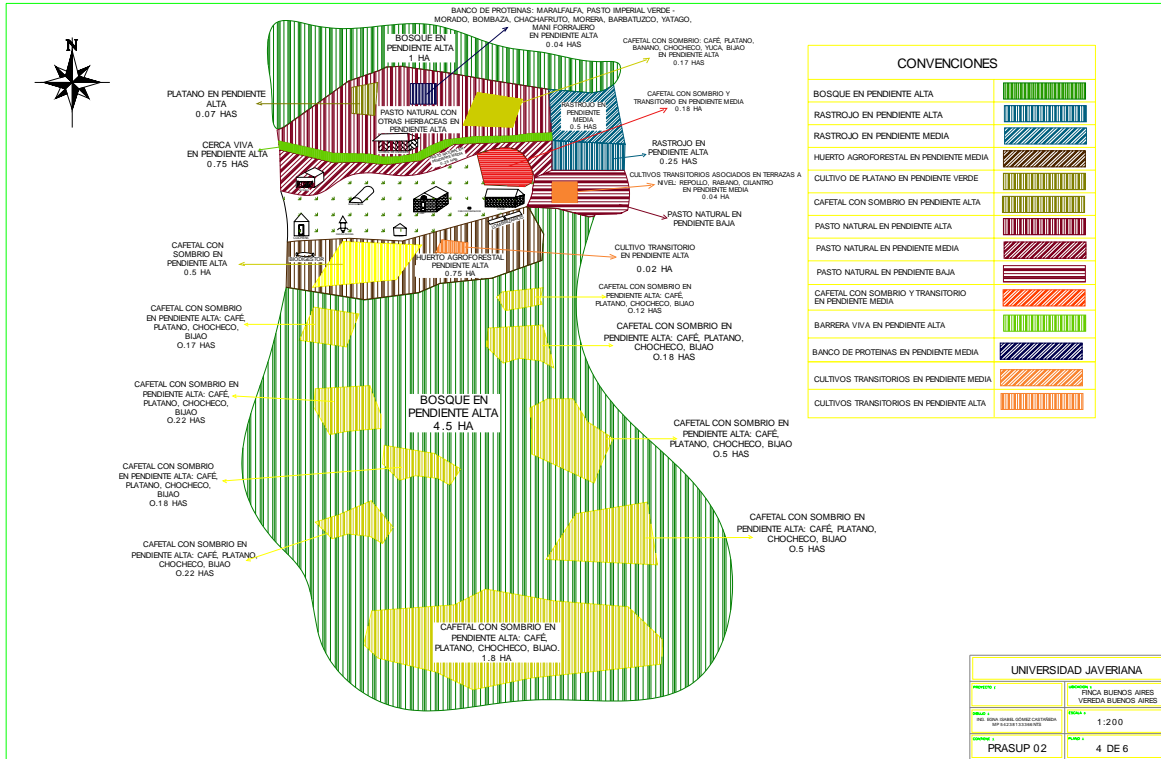 N
BANCO DE PROTEINAS: MARALFALFA, PASTO IMPERIAL VERDE -
MORADO, BOMBAZA, CHACHAFRUTO, MORERA, BARBATUZCO, YATAGO,
MANI FORRAJERO
EN PENDIENTE ALTA
0.04 HAS
BOSQUE EN
PENDIENTE ALTA
1 HA
CAFETAL CON SOMBRIO: CAFÉ, PLATANO,
BANANO, CHOCHECO, YUCA, BIJAO
EN PENDIENTE ALTA
0.17 HAS
PLATANO EN PENDIENTE
ALTA
0.07 HAS
PASTO NATURAL CON
OTRAS HERBACEAS EN
PENDIENTE ALTA
RASTROJO EN
PENDIENTE
MEDIA
0.5 HAS
CAFETAL CON SOMBRIO Y
TRANSITORIO EN PENDIENTE MEDIA
0.18 HA
CERCA VIVA
EN PENDIENTE ALTA
0.75 HAS
RASTROJO EN
PENDIENTE ALTA
0.25 HAS
CULTIVOS TRANSITORIOS ASOCIADOS EN TERRAZAS A
NIVEL: REPOLLO, RABANO, CILANTRO
EN PENDIENTE MEDIA
0.04 HA
PASTO NATURAL EN
PENDIENTE BAJA
CAFETAL CON
SOMBRIO EN
PENDIENTE ALTA
0.5 HA
BIODIGESTOR
HUERTO AGROFORESTAL
PENDIENTE ALTA
0.75 HA
CULTIVO TRANSITORIO
EN PENDIENTE ALTA
0.02 HA
CAFETAL CON SOMBRIO EN
PENDIENTE ALTA: CAFÉ,
PLATANO, CHOCHECO, BIJAO
0.12 HAS
CAFETAL CON SOMBRIO
EN PENDIENTE ALTA: CAFÉ,
PLATANO, CHOCHECO,
BIJAO
0.17 HAS
CAFETAL CON SOMBRIO EN
PENDIENTE ALTA: CAFÉ, PLATANO,
CHOCHECO, BIJAO
0.18 HAS
CAFETAL CON SOMBRIO EN
PENDIENTE ALTA: CAFÉ,
PLATANO, CHOCHECO,
BIJAO
0.22 HAS
BOSQUE EN
PENDIENTE ALTA
4.5 HA
CAFETAL CON SOMBRIO EN
PENDIENTE ALTA: CAFÉ,
PLATANO, CHOCHECO, BIJAO
0.5 HAS
CAFETAL CON SOMBRIO
EN PENDIENTE ALTA: CAFÉ,
PLATANO, CHOCHECO,
BIJAO
0.18 HAS
CAFETAL CON SOMBRIO EN
PENDIENTE ALTA: CAFÉ, PLATANO,
CHOCHECO, BIJAO
0.5 HAS
CAFETAL CON SOMBRIO EN
PENDIENTE ALTA: CAFÉ, PLATANO,
CHOCHECO, BIJAO
0.22 HAS
CAFETAL CON SOMBRIO EN
PENDIENTE ALTA: CAFÉ,
PLATANO, CHOCHECO, BIJAO.
1.8 HA
CONVENCIONES
BOSQUE EN PENDIENTE ALTA
RASTROJO EN PENDIENTE ALTA
RASTROJO EN PENDIENTE MEDIA
HUERTO AGROFORESTAL EN PENDIENTE MEDIA
CULTIVO DE PLATANO EN PENDIENTE VERDE
CAFETAL CON SOMBRIO EN PENDIENTE ALTA
PASTO NATURAL EN PENDIENTE ALTA
PASTO NATURAL EN PENDIENTE MEDIA
PASTO NATURAL EN PENDIENTE BAJA
CAFETAL CON SOMBRIO Y TRANSITORIO
EN PENDIENTE MEDIA
BARRERA VIVA EN PENDIENTE ALTA
BANCO DE PROTEINAS EN PENDIENTE MEDIA
CULTIVOS TRANSITORIOS EN PENDIENTE MEDIA
CULTIVOS TRANSITORIOS EN PENDIENTE ALTA
UNIVERSIDAD JAVERIANA
FINCA BUENOS AIRES
VEREDA BUENOS AIRES
ING. EDNA ISABEL GÓMEZ CASTAÑEDA
1:200
PRASUP 02
4 DE 6